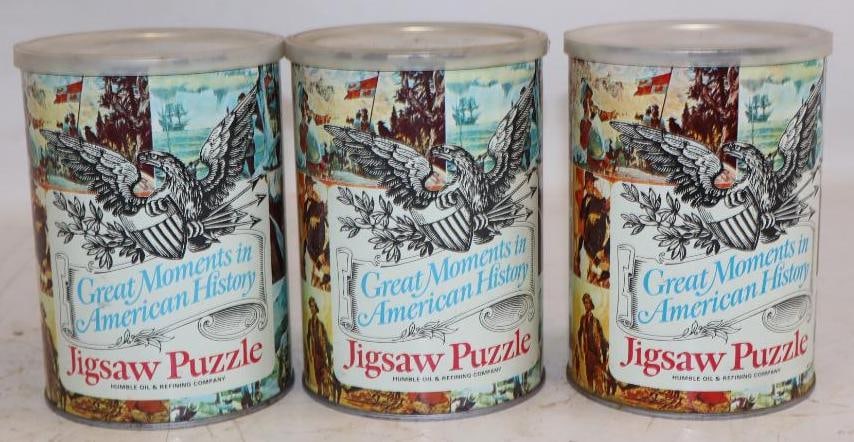 Great Moments in
American History
Jigsaw Puzzle
HUMBLE OIL & REFINING COMPANY
Great Moments in
American History
Jigsaw Puzzle
HUMBLE OIL & REFINING COMPANY
Great Moments in
American History
Jigsaw Puzzle
HUMBLE OIL & REFINING COMPANY